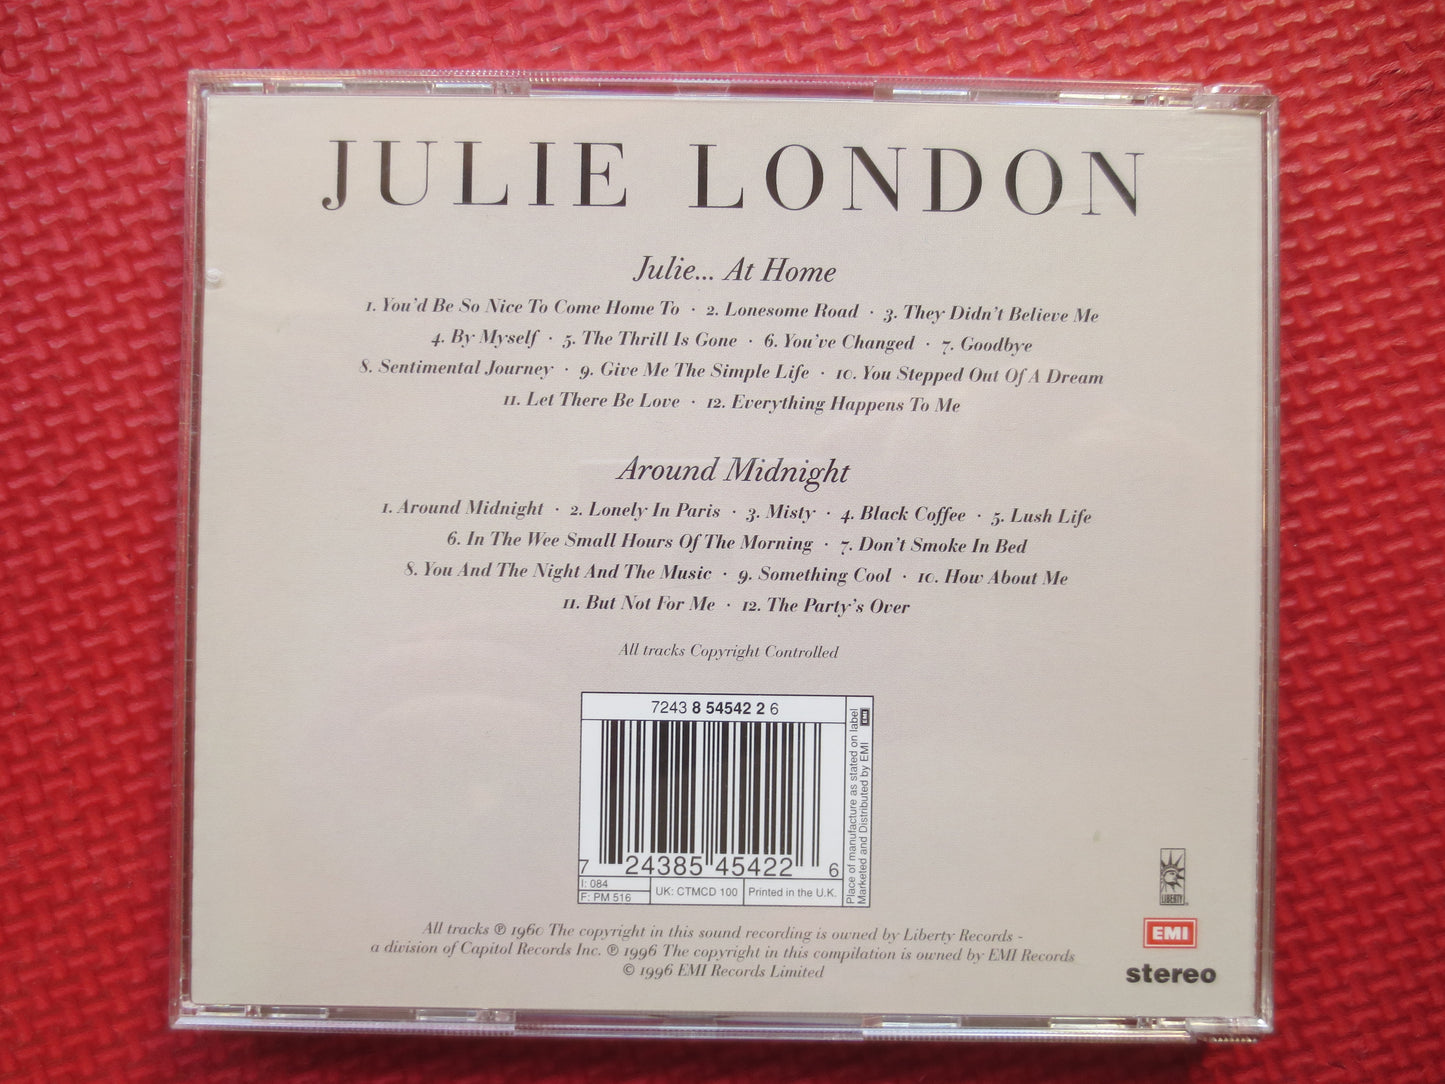 JULIE LONDON
Julie... At Home
1. You'd Be So Nice To Come Home To · 2. Lonesome Road · 3. They Didn't Believe Me
4. By Myself · 5. The Thrill Is Gone · 6. You've Changed · 7. Goodbye
8. Sentimental Journey · 9. Give Me The Simple Life · 10. You Stepped Out Of A Dream
11. Let There Be Love · 12. Everything Happens To Me
Around Midnight
1. Around Midnight · 2. Lonely In Paris · 3. Misty · 4. Black Coffee · 5. Lush Life
6. In The Wee Small Hours Of The Morning · 7. Don't Smoke In Bed
8. You And The Night And The Music · 9. Something Cool · 10. How About Me
11. But Not For Me · 12. The Party's Over
All tracks Copyright Controlled
7243 8 54542 2 6
7 24385 45422 6
I: 084
F: PM 516
UK: CTMCD 100
Printed in the U.K.
Place of manufacture as stated on label
Marketed and Distributed by EMI
EMI
LIBERTY
All tracks ℗ 1960 The copyright in this sound recording is owned by Liberty Records -
a division of Capitol Records Inc. ℗ 1996 The copyright in this compilation is owned by EMI Records
© 1996 EMI Records Limited
EMI
stereo